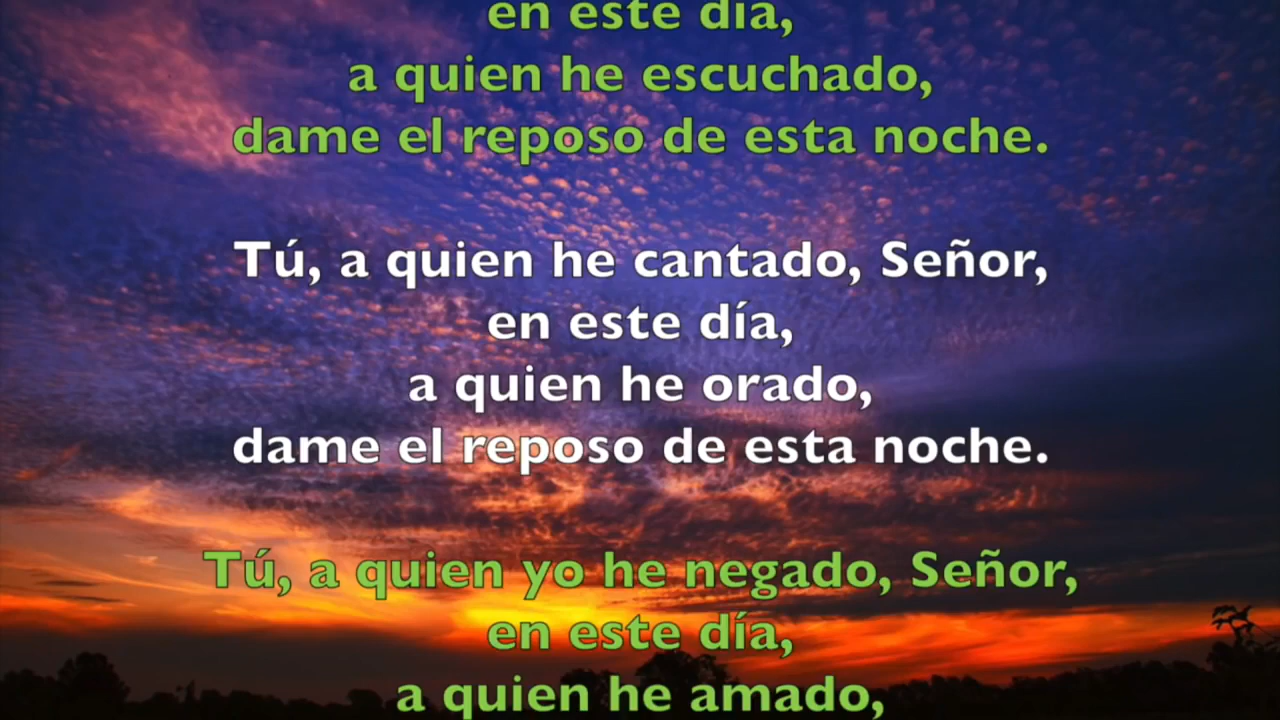 en este día,
a quien he escuchado,
dame el reposo de esta noche.
Tú, a quien he cantado, Señor,
en este día,
a quien he orado,
dame el reposo de esta noche.
Tú, a quien yo he negado, Señor,
en este día,
a quien he amado,